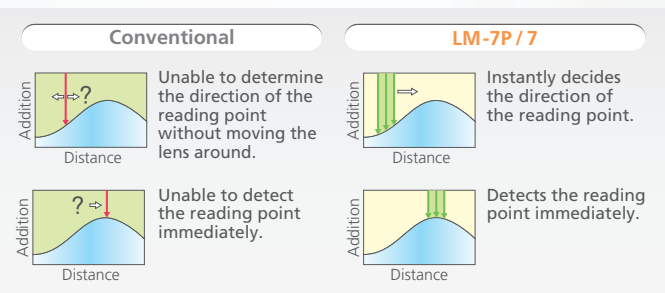 Conventional
LM-7P / 7
Addition
?
Distance
Unable to determine
the direction of the
reading point
without moving the
lens around.
Addition
Distance
Instantly decides
the direction of
the reading point.
Addition
?
Distance
Unable to detect
the reading point
immediately.
Addition
Distance
Detects the reading
point immediately.